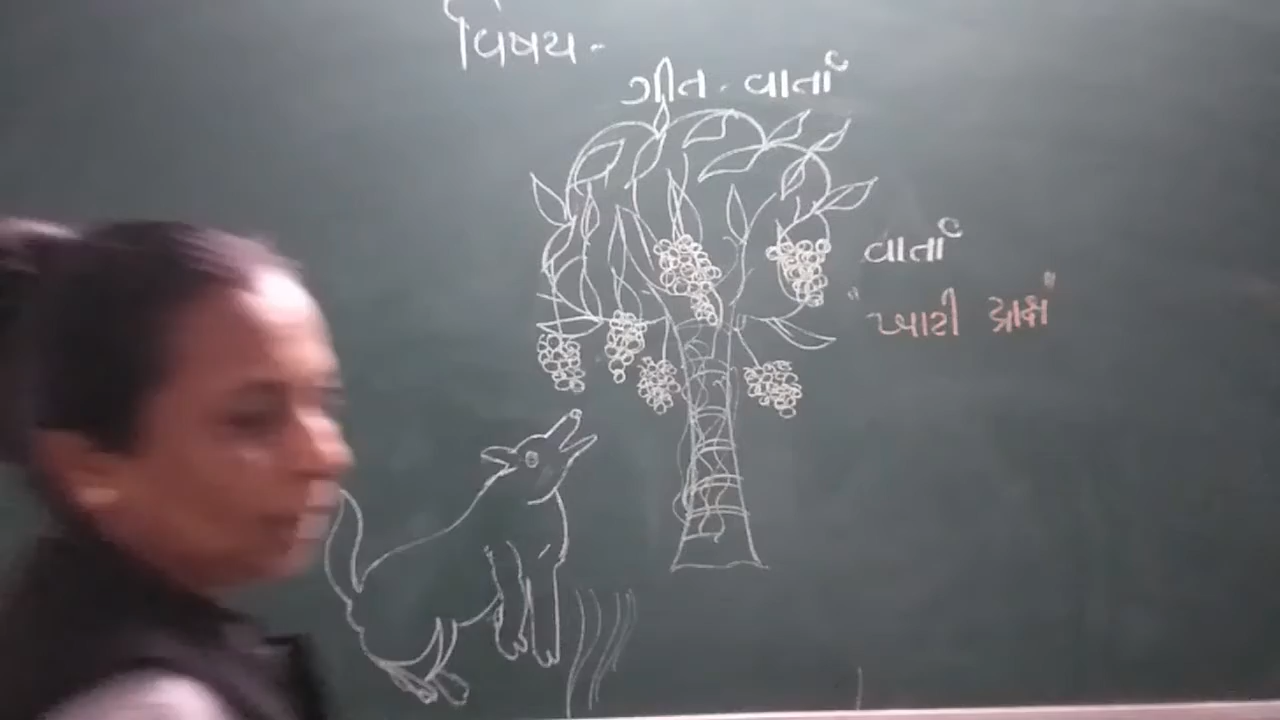 વિષય -
ગીત - વાર્તા
વાર્તા
"ખાટી દ્રાક્ષ"